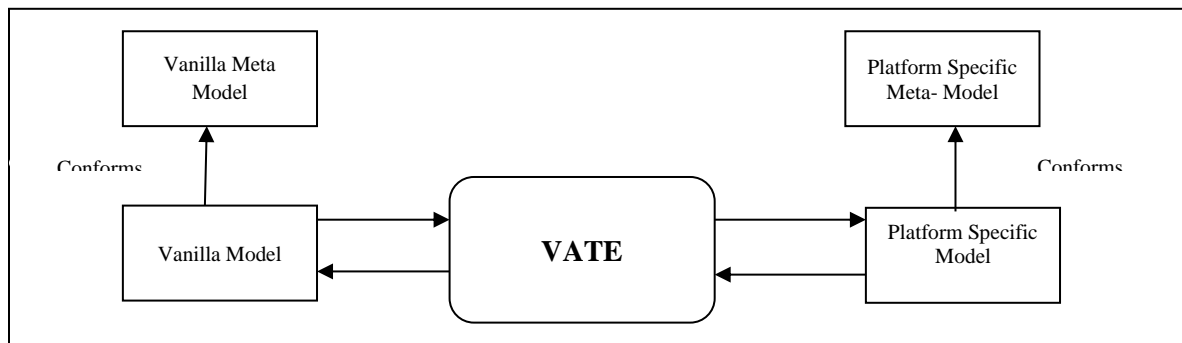 Vanilla Meta
Model
Platform Specific
Meta- Model
Conforms
Conforms
Vanilla Model
VATE
Platform Specific
Model